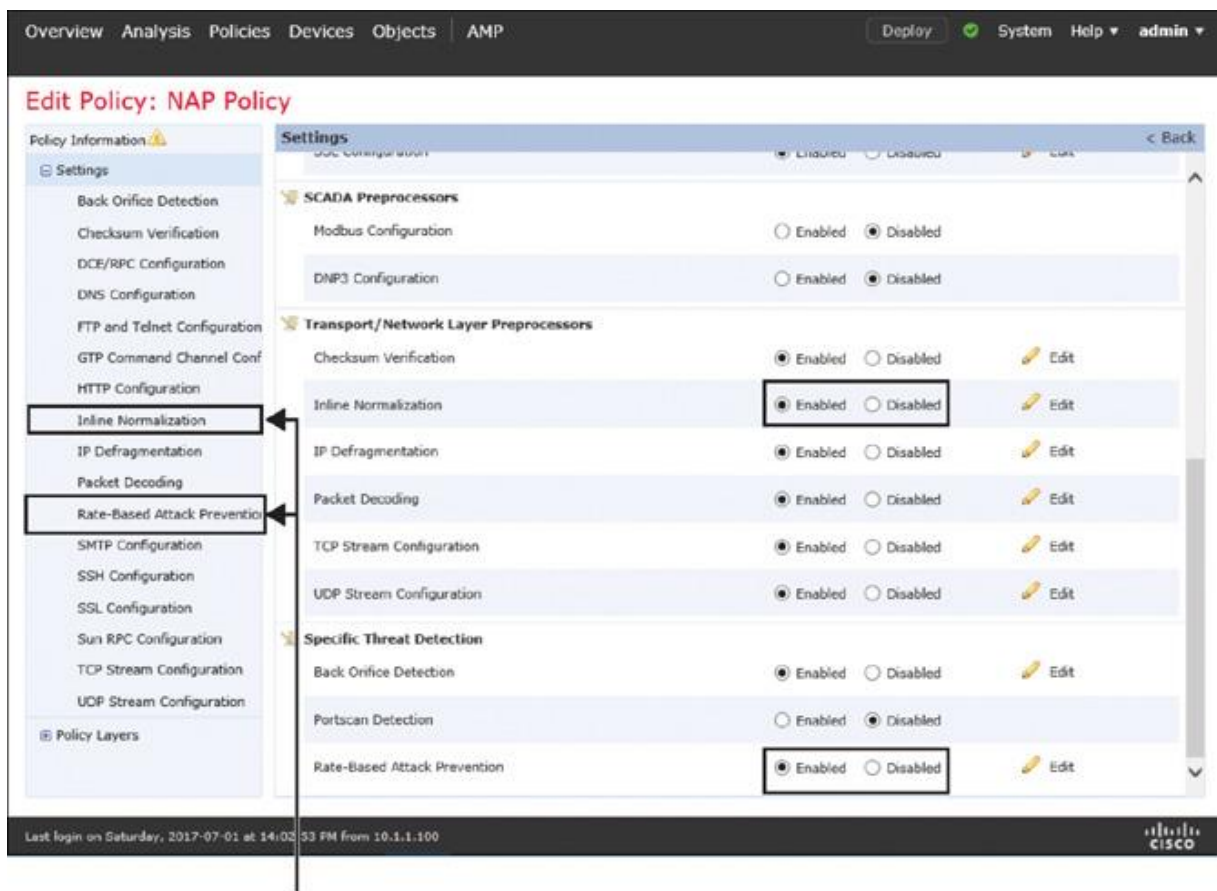 Overview Analysis Policies Devices Objects AMP Deploy System Help admin
Edit Policy: NAP Policy
Policy Information
Settings
Back Orifice Detection
Checksum Verification
DCE/RPC Configuration
DNS Configuration
FTP and Telnet Configuration
GTP Command Channel Conf
HTTP Configuration
Inline Normalization
IP Defragmentation
Packet Decoding
Rate-Based Attack Preventio
SMTP Configuration
SSH Configuration
SSL Configuration
Sun RPC Configuration
TCP Stream Configuration
UDP Stream Configuration
Policy Layers
Settings < Back
Configuration Enabled Disabled Edit
SCADA Preprocessors
Modbus Configuration Enabled Disabled
DNP3 Configuration Enabled Disabled
Transport/Network Layer Preprocessors
Checksum Verification Enabled Disabled Edit
Inline Normalization Enabled Disabled Edit
IP Defragmentation Enabled Disabled Edit
Packet Decoding Enabled Disabled Edit
TCP Stream Configuration Enabled Disabled Edit
UDP Stream Configuration Enabled Disabled Edit
Specific Threat Detection
Back Orifice Detection Enabled Disabled Edit
Portscan Detection Enabled Disabled
Rate-Based Attack Prevention Enabled Disabled Edit
Last login on Saturday, 2017-07-01 at 14:02:53 PM from 10.1.1.100
CISCO